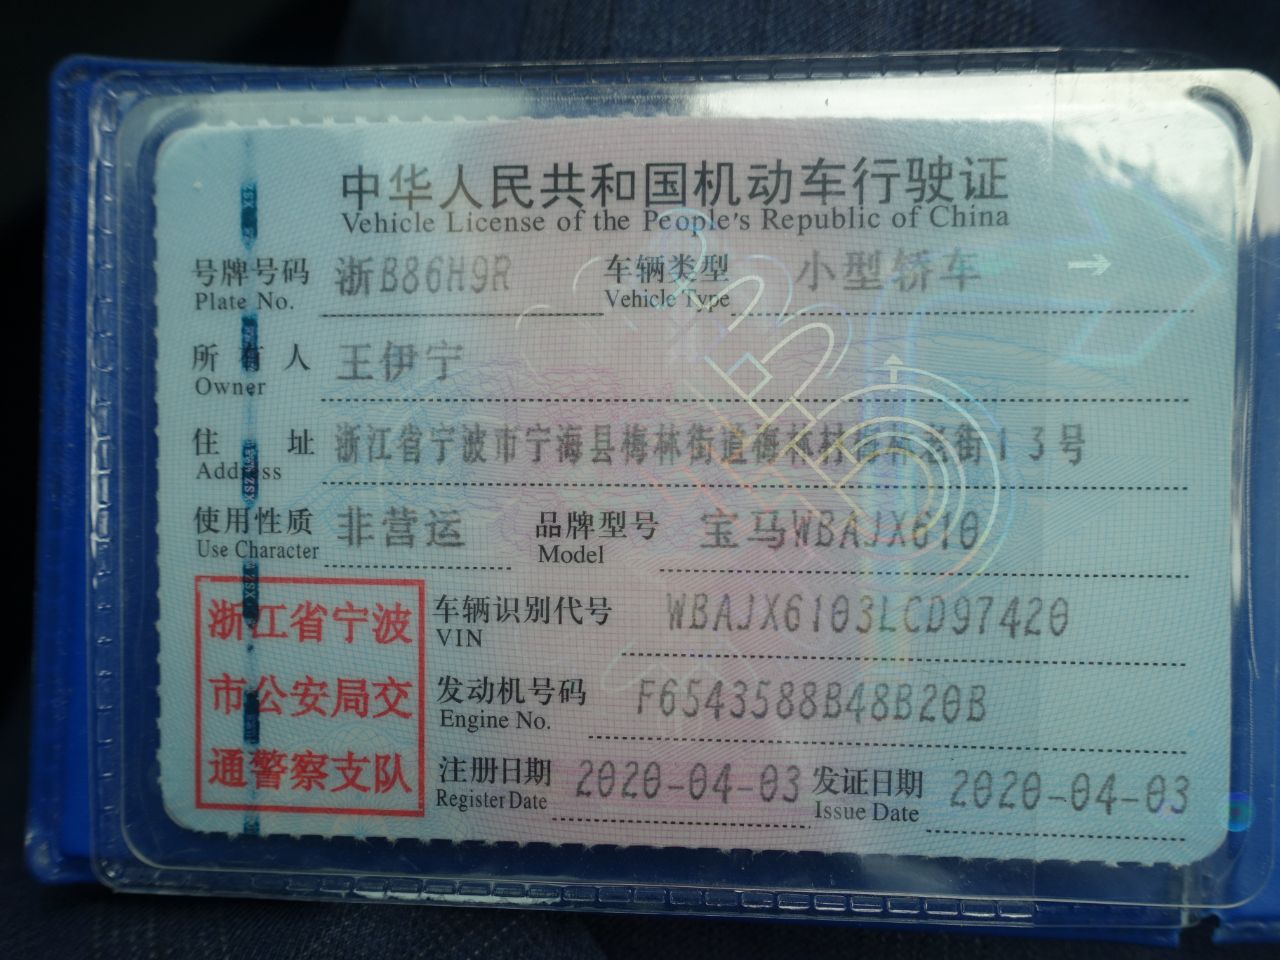 中华人民共和国机动车行驶证
Vehicle License of the People's Republic of China
号牌号码 浙B86H9R 车辆类型 小型轿车
Plate No. Vehicle Type
所有人 王伊宁
Owner
住址 浙江省宁波市宁海县梅林街道梅林村梅林老街13号
Address
使用性质 非营运 品牌型号 宝马WBAJX610
Use Character Model
浙江省宁波
市公安局交
通警察支队
车辆识别代号 WBAJX6103LCD97420
VIN
发动机号码 F6543588B48B20B
Engine No.
注册日期 2020-04-03 发证日期 2020-04-03
Register Date Issue Date